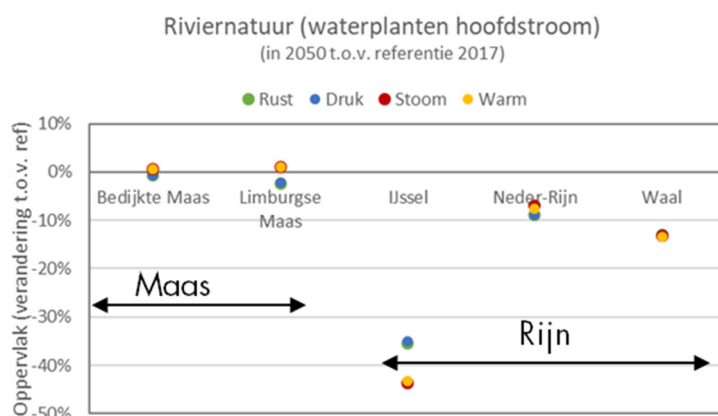 Riviernatuur (waterplanten hoofdstroom)
(in 2050 t.o.v. referentie 2017)
Rust Druk Stoom Warm
Oppervlak (verandering t.o.v. ref)
10%
0%
-10%
-20%
-30%
-40%
-50%
Bedijkte Maas
Limburgse
Maas
IJssel
Neder-Rijn
Waal
Maas
Rijn